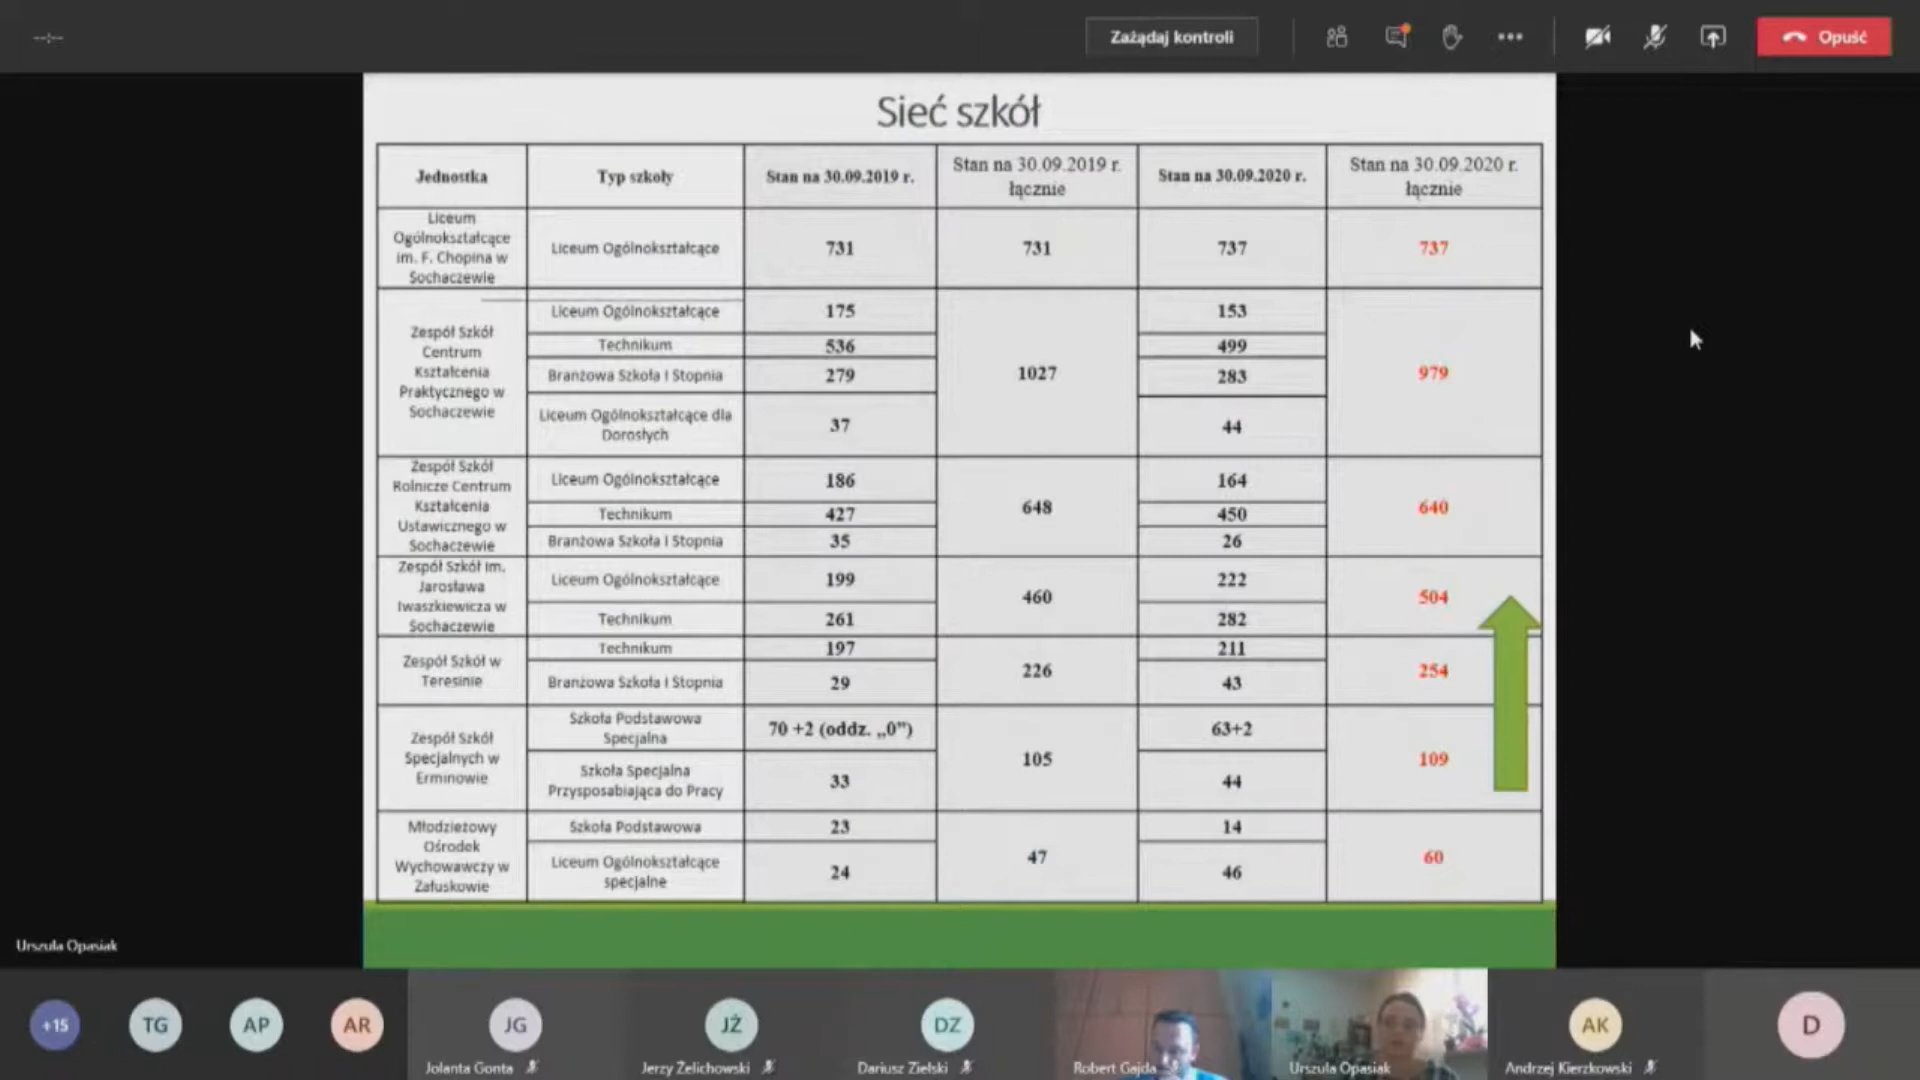 --:--
Zażądaj kontroli
Opuść
Sieć szkół
Jednostka
Typ szkoły
Stan na 30.09.2019 r.
Stan na 30.09.2019 r.
łącznie
Stan na 30.09.2020 r.
Stan na 30.09.2020 r.
łącznie
Liceum
Ogólnokształcące
im. F. Chopina w
Sochaczewie
Liceum Ogólnokształcące
731
731
737
737
Zespół Szkół
Centrum
Kształcenia
Praktycznego w
Sochaczewie
Liceum Ogólnokształcące
175
153
Technikum
536
499
Branżowa Szkoła I Stopnia
279
283
Liceum Ogólnokształcące dla
Dorosłych
37
44
1027
979
Zespół Szkół
Rolnicze Centrum
Kształcenia
Ustawicznego w
Sochaczewie
Liceum Ogólnokształcące
186
164
Technikum
427
450
Branżowa Szkoła I Stopnia
35
26
648
640
Zespół Szkół im.
Jarosława
Iwaszkiewicza w
Sochaczewie
Liceum Ogólnokształcące
199
222
Technikum
261
282
460
504
Zespół Szkół w
Teresinie
Technikum
197
211
Branżowa Szkoła I Stopnia
29
43
226
254
Zespół Szkół
Specjalnych w
Erminowie
Szkoła Podstawowa
Specjalna
70 +2 (oddz. „0”)
63+2
Szkoła Specjalna
Przysposabiająca do Pracy
33
44
105
109
Młodzieżowy
Ośrodek
Wychowawczy w
Załuskowie
Szkoła Podstawowa
23
14
Liceum Ogólnokształcące
specjalne
24
46
47
60
Urszula Opasiak
+15
TG
AP
AR
JG
Jolanta Gonta
JŻ
Jerzy Żelichowski
DZ
Dariusz Zielski
Robert Gajda
Urszula Opasiak
AK
Andrzej Kierzkowski
D